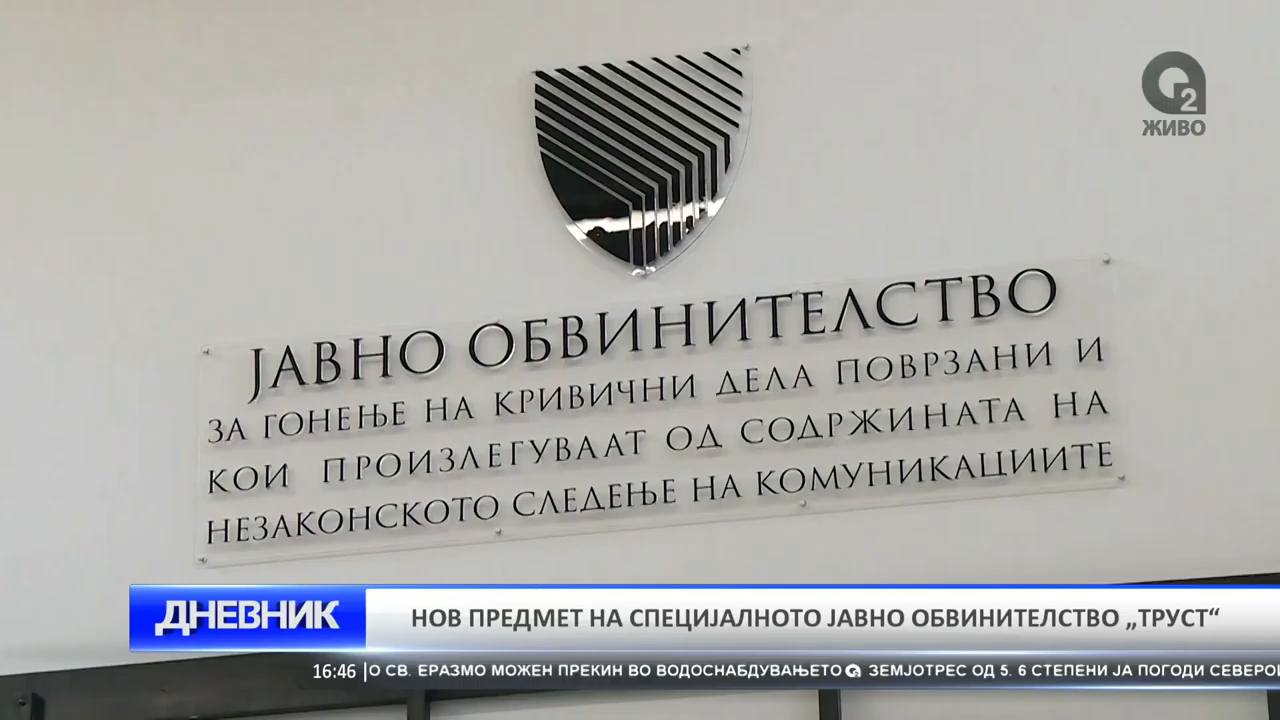 2
ЖИВО
ЈАВНО ОБВИНИТЕЛСТВО
ЗА ГОНЕЊЕ НА КРИВИЧНИ ДЕЛА ПОВРЗАНИ И
КОИ ПРОИЗЛЕГУВААТ ОД СОДРЖИНАТА НА
НЕЗАКОНСКОТО СЛЕДЕЊЕ НА КОМУНИКАЦИИТЕ
ДНЕВНИК
НОВ ПРЕДМЕТ НА СПЕЦИЈАЛНОТО ЈАВНО ОБВИНИТЕЛСТВО „ТРУСТ“
16:46 О СВ. ЕРАЗМО МОЖЕН ПРЕКИН ВО ВОДОСНАБДУВАЊЕТО ЗЕМЈОТРЕС ОД 5. 6 СТЕПЕНИ ЈА ПОГОДИ СЕВЕРО